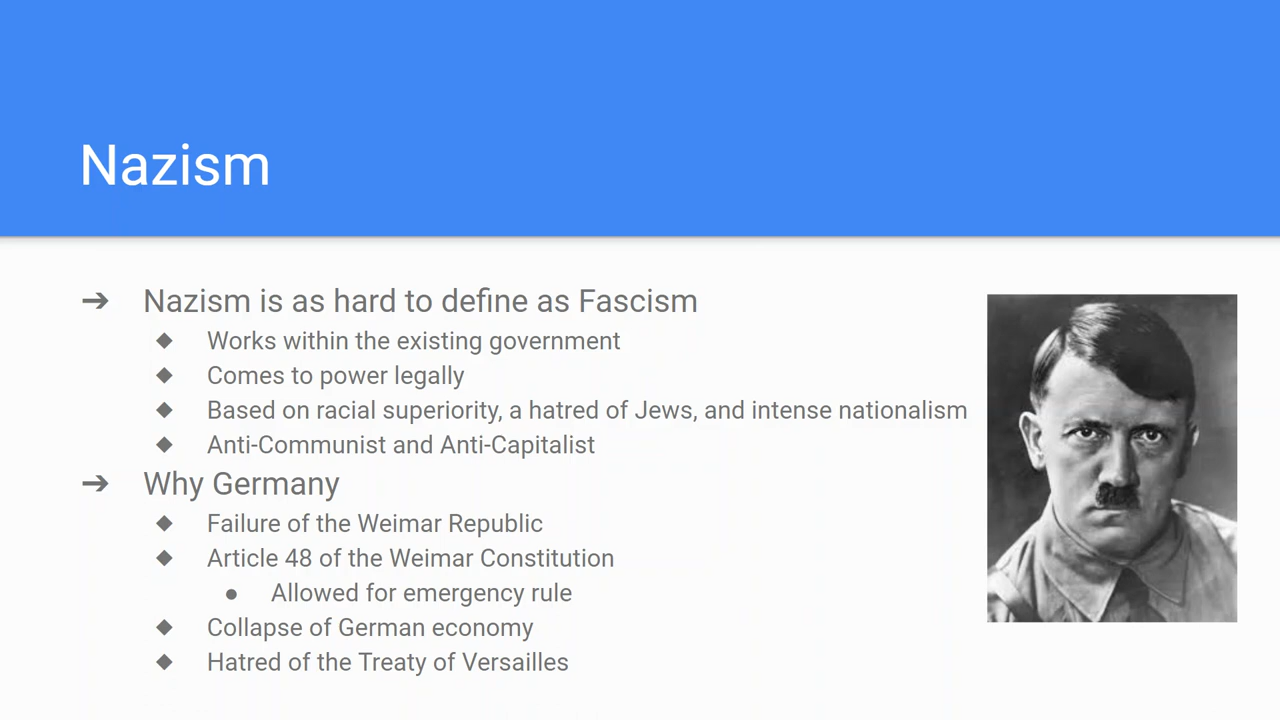 Nazism
➔ Nazism is as hard to define as Fascism
◆ Works within the existing government
◆ Comes to power legally
◆ Based on racial superiority, a hatred of Jews, and intense nationalism
◆ Anti-Communist and Anti-Capitalist
➔ Why Germany
◆ Failure of the Weimar Republic
◆ Article 48 of the Weimar Constitution
● Allowed for emergency rule
◆ Collapse of German economy
◆ Hatred of the Treaty of Versailles